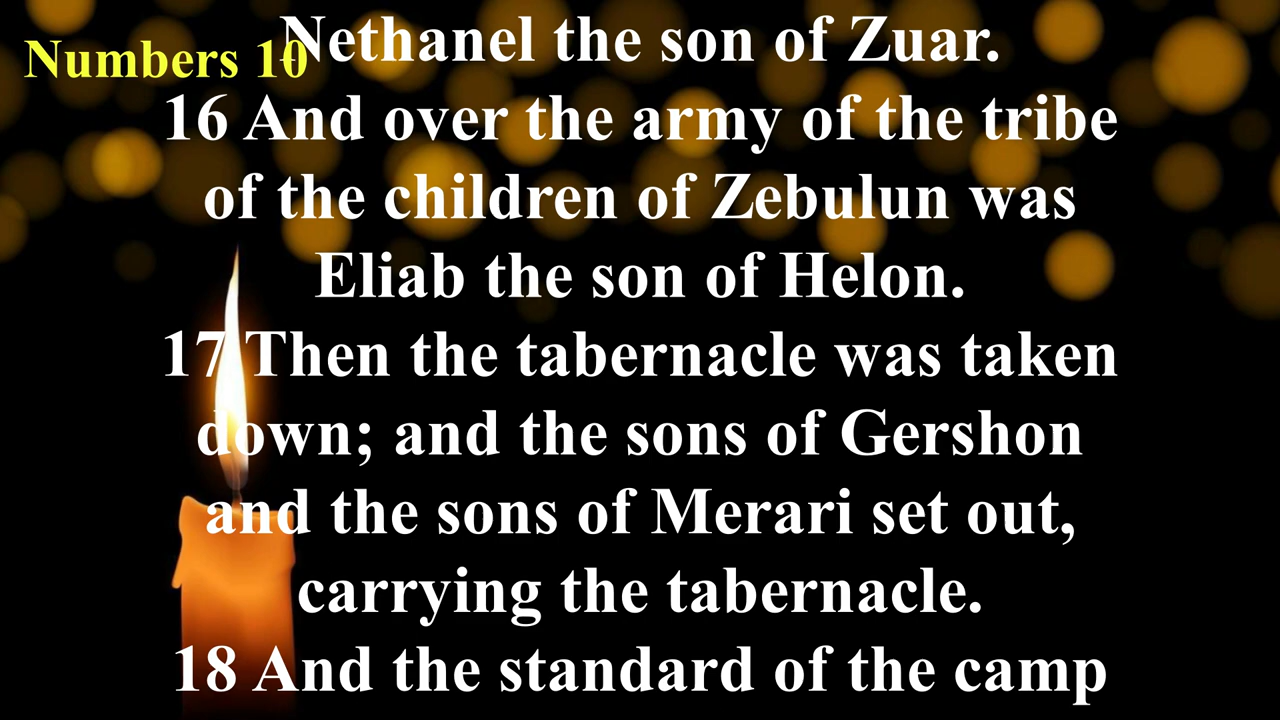 Numbers 10
Nethanel the son of Zuar.
16 And over the army of the tribe
of the children of Zebulun was
Eliab the son of Helon.
17 Then the tabernacle was taken
down; and the sons of Gershon
and the sons of Merari set out,
carrying the tabernacle.
18 And the standard of the camp